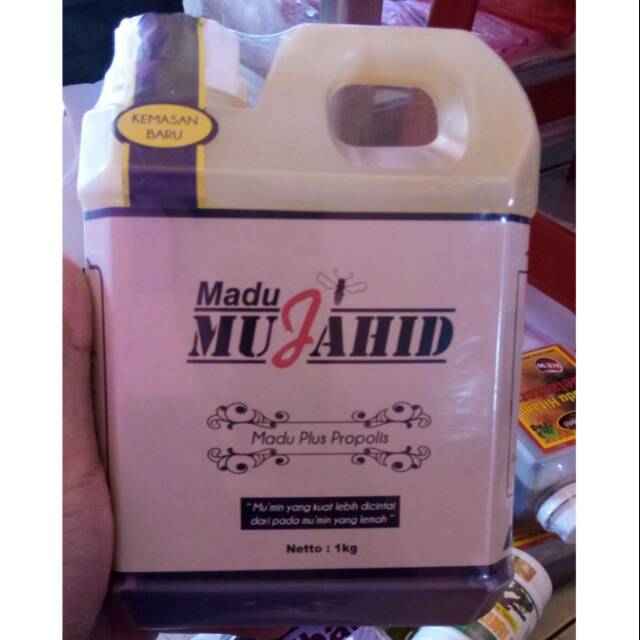 KEMASAN
BARU
Madu
MUJAHID
Madu Plus Propolis
" Mu'min yang kuat lebih dicintai
dari pada mu'min yang lemah "
Netto : 1kg
NEW